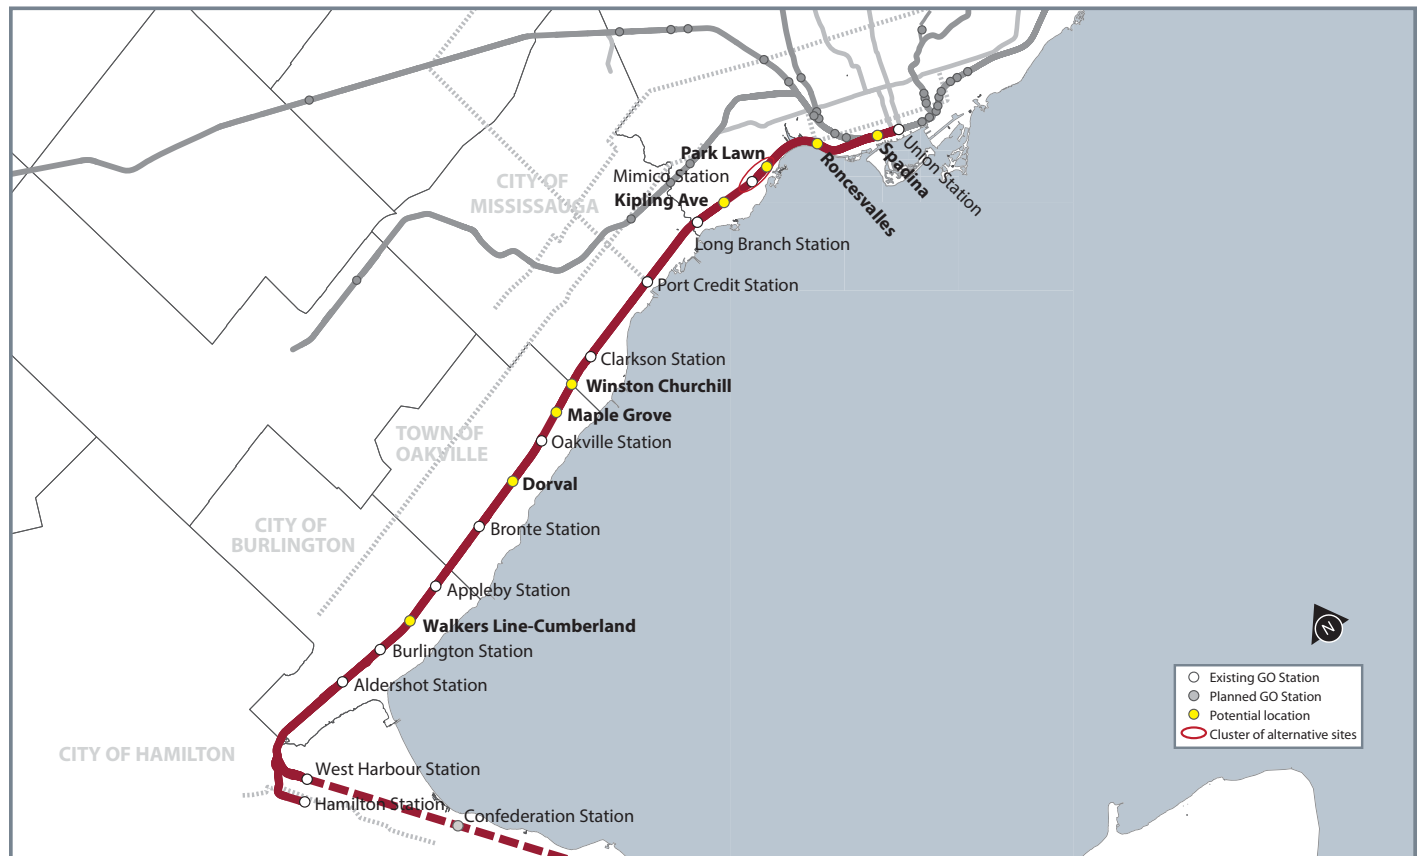 Park Lawn
Mimico Station
Kipling Ave
Roncesvalles
Spadina
Union Station
CITY OF
MISSISSAUGA
Long Branch Station
Port Credit Station
Clarkson Station
Winston Churchill
Maple Grove
TOWN OF
OAKVILLE
Oakville Station
Dorval
CITY OF
BURLINGTON
Bronte Station
Appleby Station
Walkers Line-Cumberland
Burlington Station
Aldershot Station
CITY OF HAMILTON
West Harbour Station
Hamilton Station
Confederation Station
N
Existing GO Station
Planned GO Station
Potential location
Cluster of alternative sites